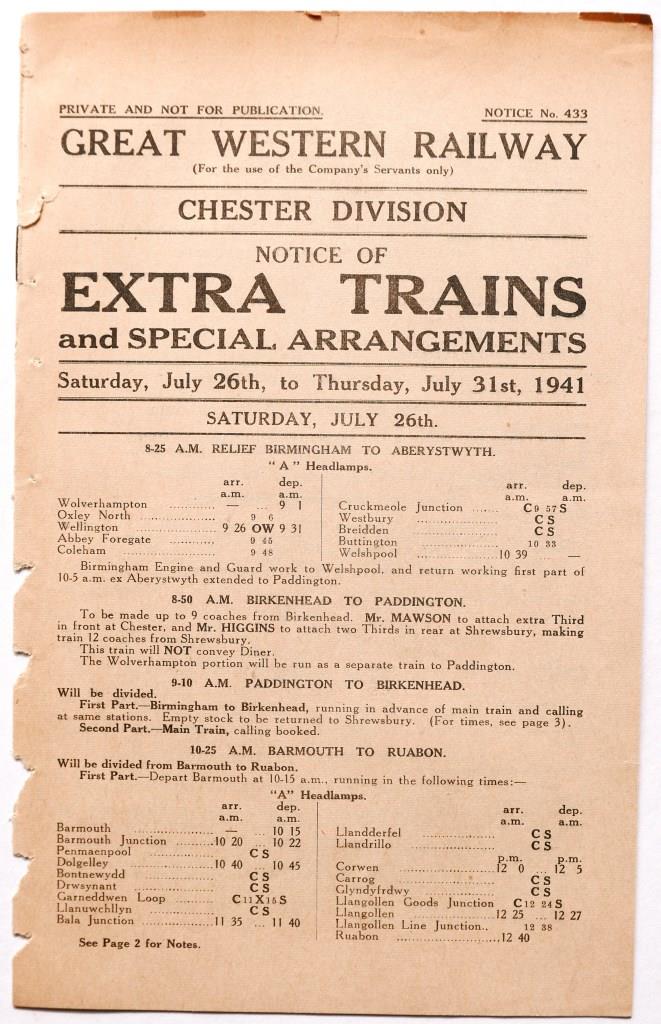 PRIVATE AND NOT FOR PUBLICATION. NOTICE No. 433
GREAT WESTERN RAILWAY
(For the use of the Company's Servants only)
CHESTER DIVISION
NOTICE OF
EXTRA TRAINS
and SPECIAL ARRANGEMENTS
Saturday, July 26th, to Thursday, July 31st, 1941
SATURDAY, JULY 26th.
8-25 A.M. RELIEF BIRMINGHAM TO ABERYSTWYTH.
"A" Headlamps.
arr. dep.
a.m. a.m.
Wolverhampton ...... — ... 9 1
Oxley North .................. 9 6
Wellington .................. 9 26 OW 9 31
Abbey Foregate .................. 9 45
Coleham .................. 9 48
arr. dep.
a.m. a.m.
Cruckmeole Junction .... C9 57S
Westbury .................. C S
Breidden .................. C S
Buttington .................. 10 33
Welshpool .................. 10 39 —
Birmingham Engine and Guard work to Welshpool, and return working first part of
10-5 a.m. ex Aberystwyth extended to Paddington.
8-50 A.M. BIRKENHEAD TO PADDINGTON.
To be made up to 9 coaches from Birkenhead. Mr. MAWSON to attach extra Third
in front at Chester, and Mr. HIGGINS to attach two Thirds in rear at Shrewsbury, making
train 12 coaches from Shrewsbury.
This train will NOT convey Diner.
The Wolverhampton portion will be run as a separate train to Paddington.
9-10 A.M. PADDINGTON TO BIRKENHEAD.
Will be divided.
First Part.—Birmingham to Birkenhead, running in advance of main train and calling
at same stations. Empty stock to be returned to Shrewsbury. (For times, see page 3).
Second Part.—Main Train, calling booked.
10-25 A.M. BARMOUTH TO RUABON.
Will be divided from Barmouth to Ruabon.
First Part.—Depart Barmouth at 10-15 a.m., running in the following times:—
"A" Headlamps.
arr. dep.
a.m. a.m.
Barmouth .................. — ... 10 15
Barmouth Junction .......... 10 20 ... 10 22
Penmaenpool .................. C S
Dolgelley .................. 10 40 ... 10 45
Bontnewydd .................. C S
Drwsynant .................. C S
Garneddwen Loop .......... C11X15S
Llanuwchllyn .................. C S
Bala Junction .................. 11 35 ... 11 40
See Page 2 for Notes.
arr. dep.
a.m. a.m.
Llandderfel .................. C S
Llandrillo .................. C S
p.m. p.m.
Corwen .................. 12 0 ... 12 5
Carrog .................. C S
Glyndyfrdwy .................. C S
Llangollen Goods Junction C12 24S
Llangollen .................. 12 25 ... 12 27
Llangollen Line Junction.. 12 38
Ruabon .................. 12 40